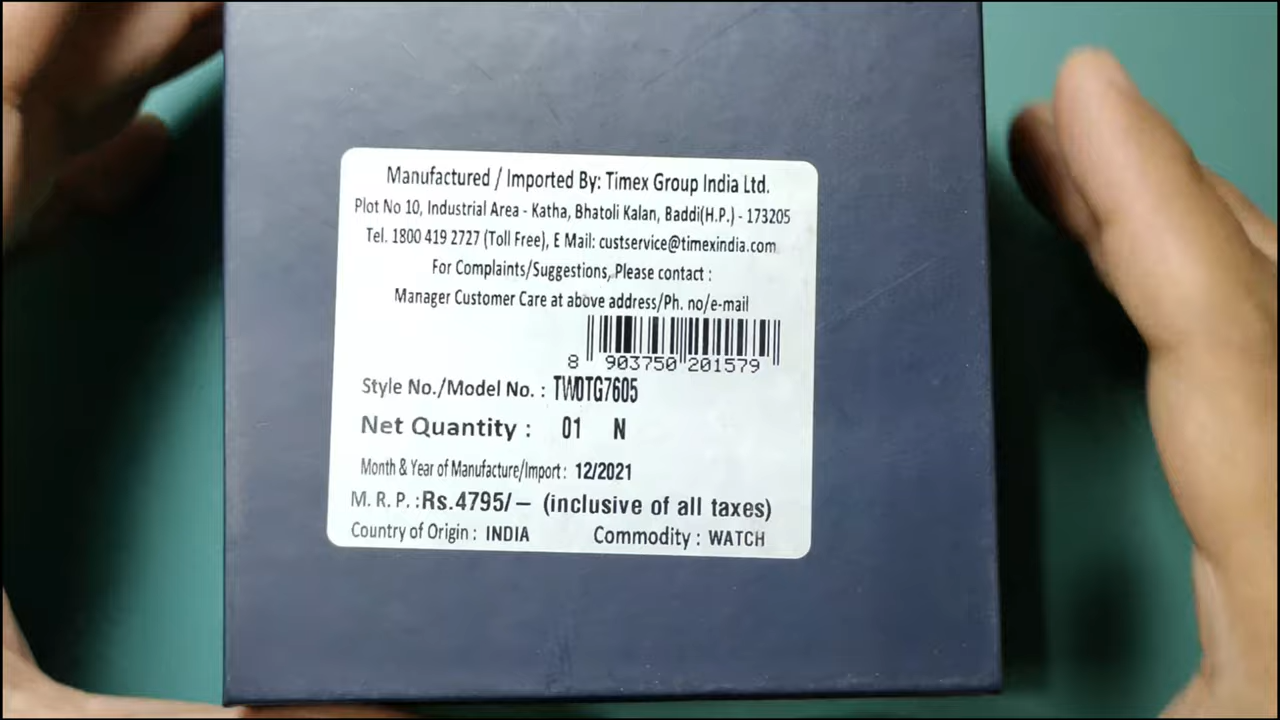 Manufactured / Imported By: Timex Group India Ltd.
Plot No 10, Industrial Area - Katha, Bhatoli Kalan, Baddi(H.P.) - 173205
Tel. 1800 419 2727 (Toll Free), E Mail: custservice@timexindia.com
For Complaints/Suggestions, Please contact :
Manager Customer Care at above address/Ph. no/e-mail
8 903750 201579
Style No./Model No. : TW0TG7605
Net Quantity : 01 N
Month & Year of Manufacture/Import : 12/2021
M. R. P. :Rs.4795/– (inclusive of all taxes)
Country of Origin : INDIA Commodity : WATCH